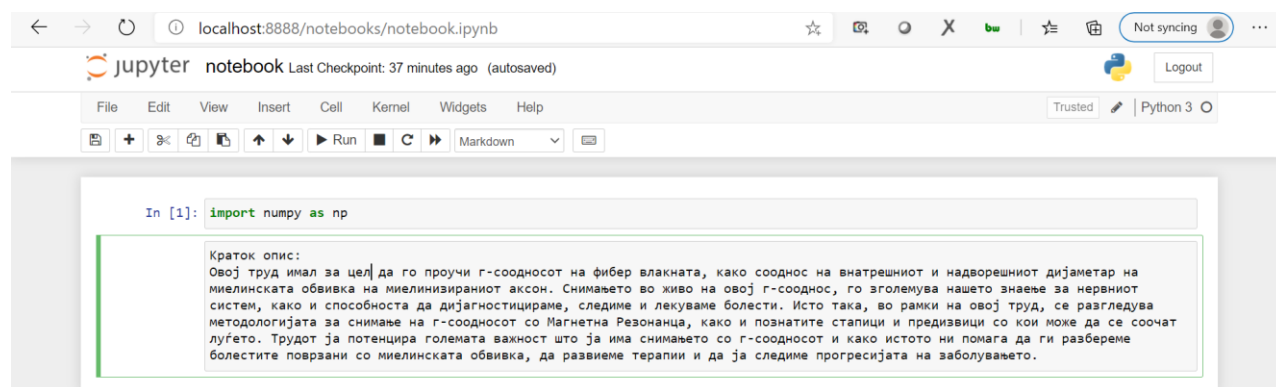 localhost:8888/notebooks/notebook.ipynb
X
bw
Not syncing
jupyter notebook Last Checkpoint: 37 minutes ago (autosaved)
Logout
File Edit View Insert Cell Kernel Widgets Help
Trusted Python 3
Run Markdown
In [1]: import numpy as np
Краток опис:
Овој труд имал за цел да го проучи г-соодносот на фибер влакната, како сооднос на внатрешниот и надворешниот дијаметар на
миелинската обвивка на миелинизираниот аксон. Снимањето во живо на овој г-сооднос, го зголемува нашето знаење за нервниот
систем, како и способноста да дијагностицираме, следиме и лекуваме болести. Исто така, во рамки на овој труд, се разгледува
методологијата за снимање на г-соодносот со Магнетна Резонанца, како и познатите стапици и предизвици со кои може да се соочат
луѓето. Трудот ја потенцира големата важност што ја има снимањето со г-соодносот и како истото ни помага да ги разбереме
болестите поврзани со миелинската обвивка, да развиеме терапии и да ја следиме прогресијата на заболувањето.